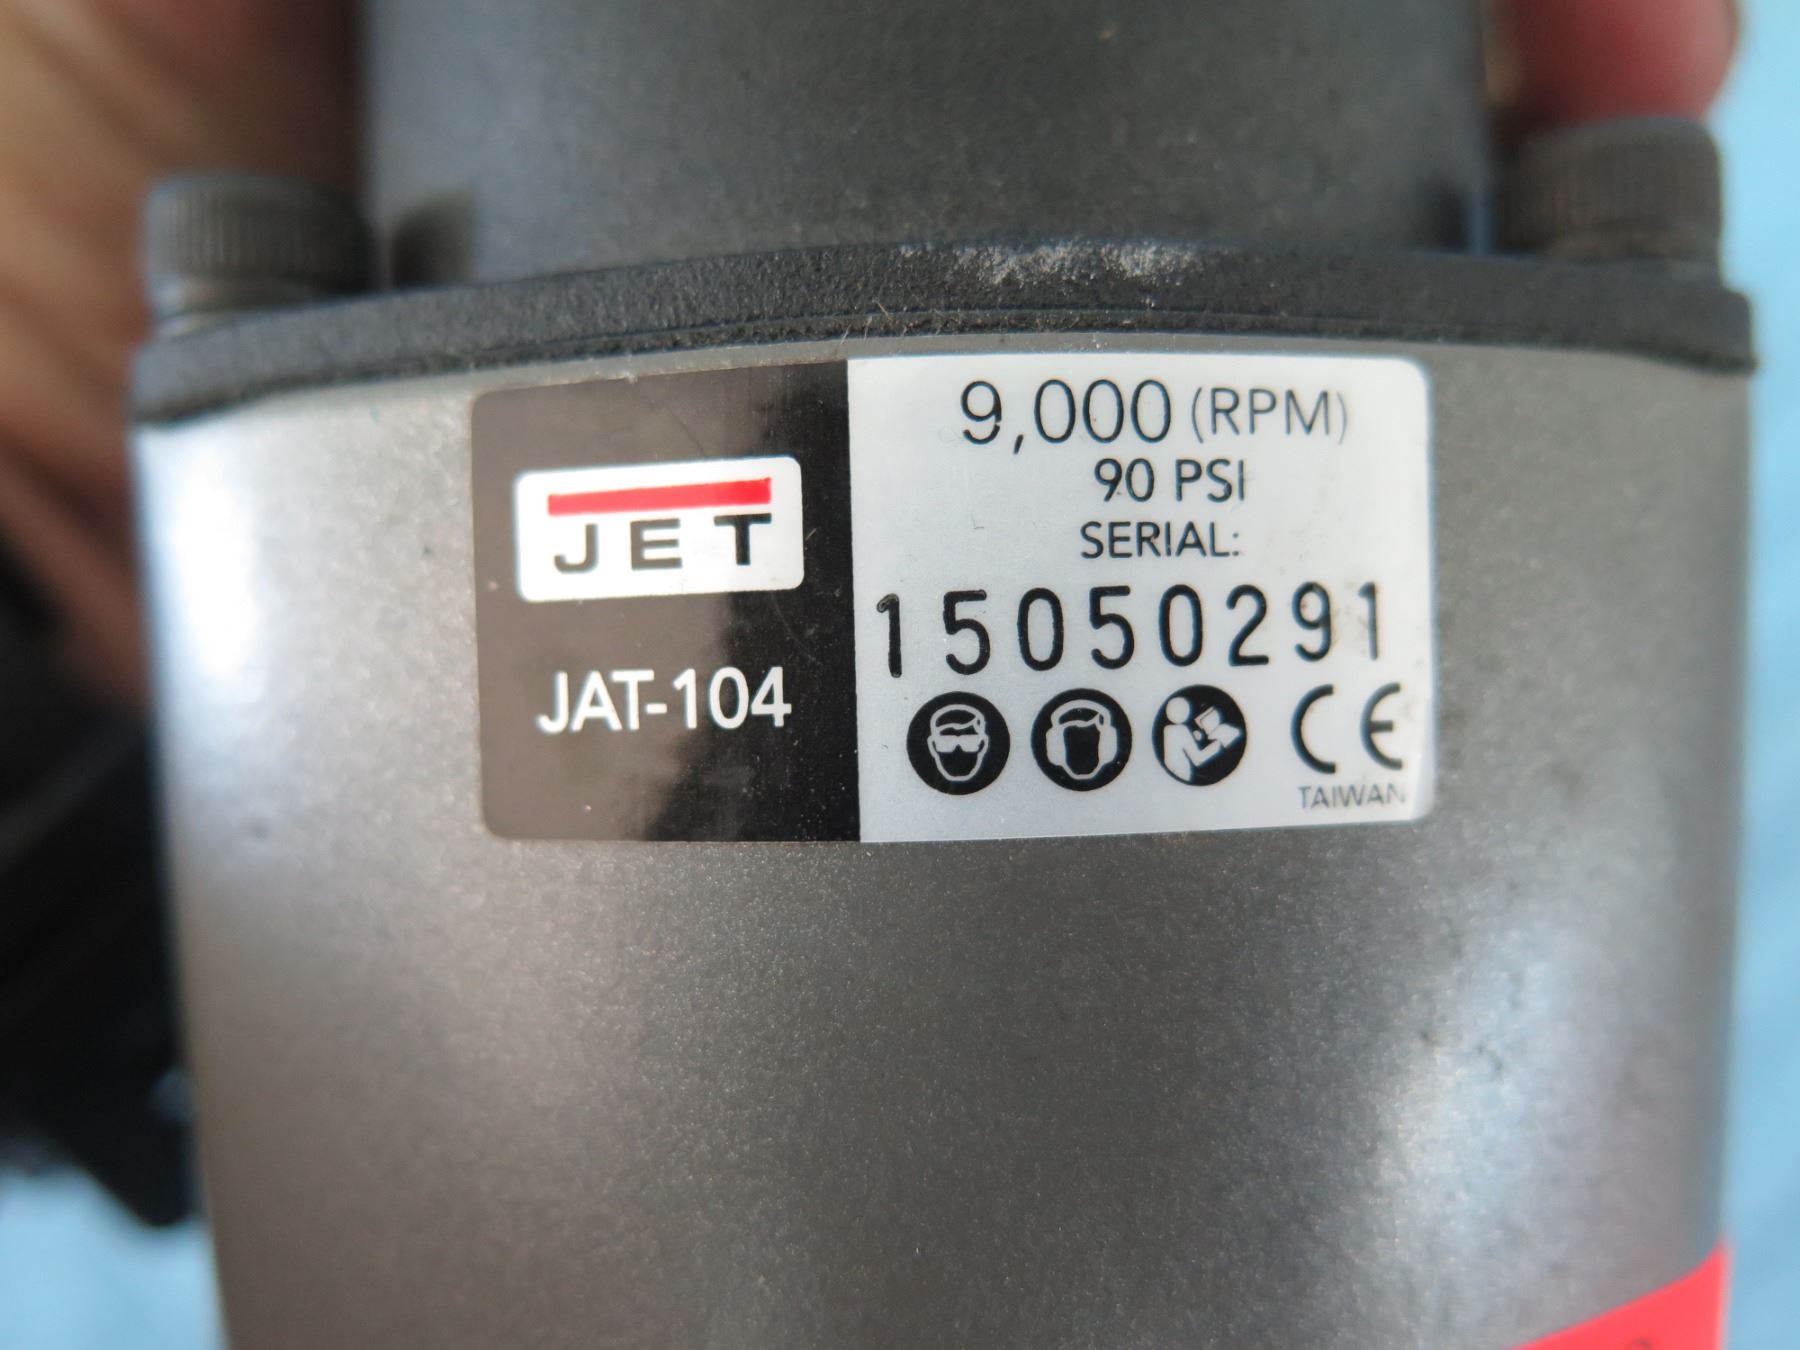 JET
JAT-104
9,000 (RPM)
90 PSI
SERIAL:
15050291
CE
TAIWAN